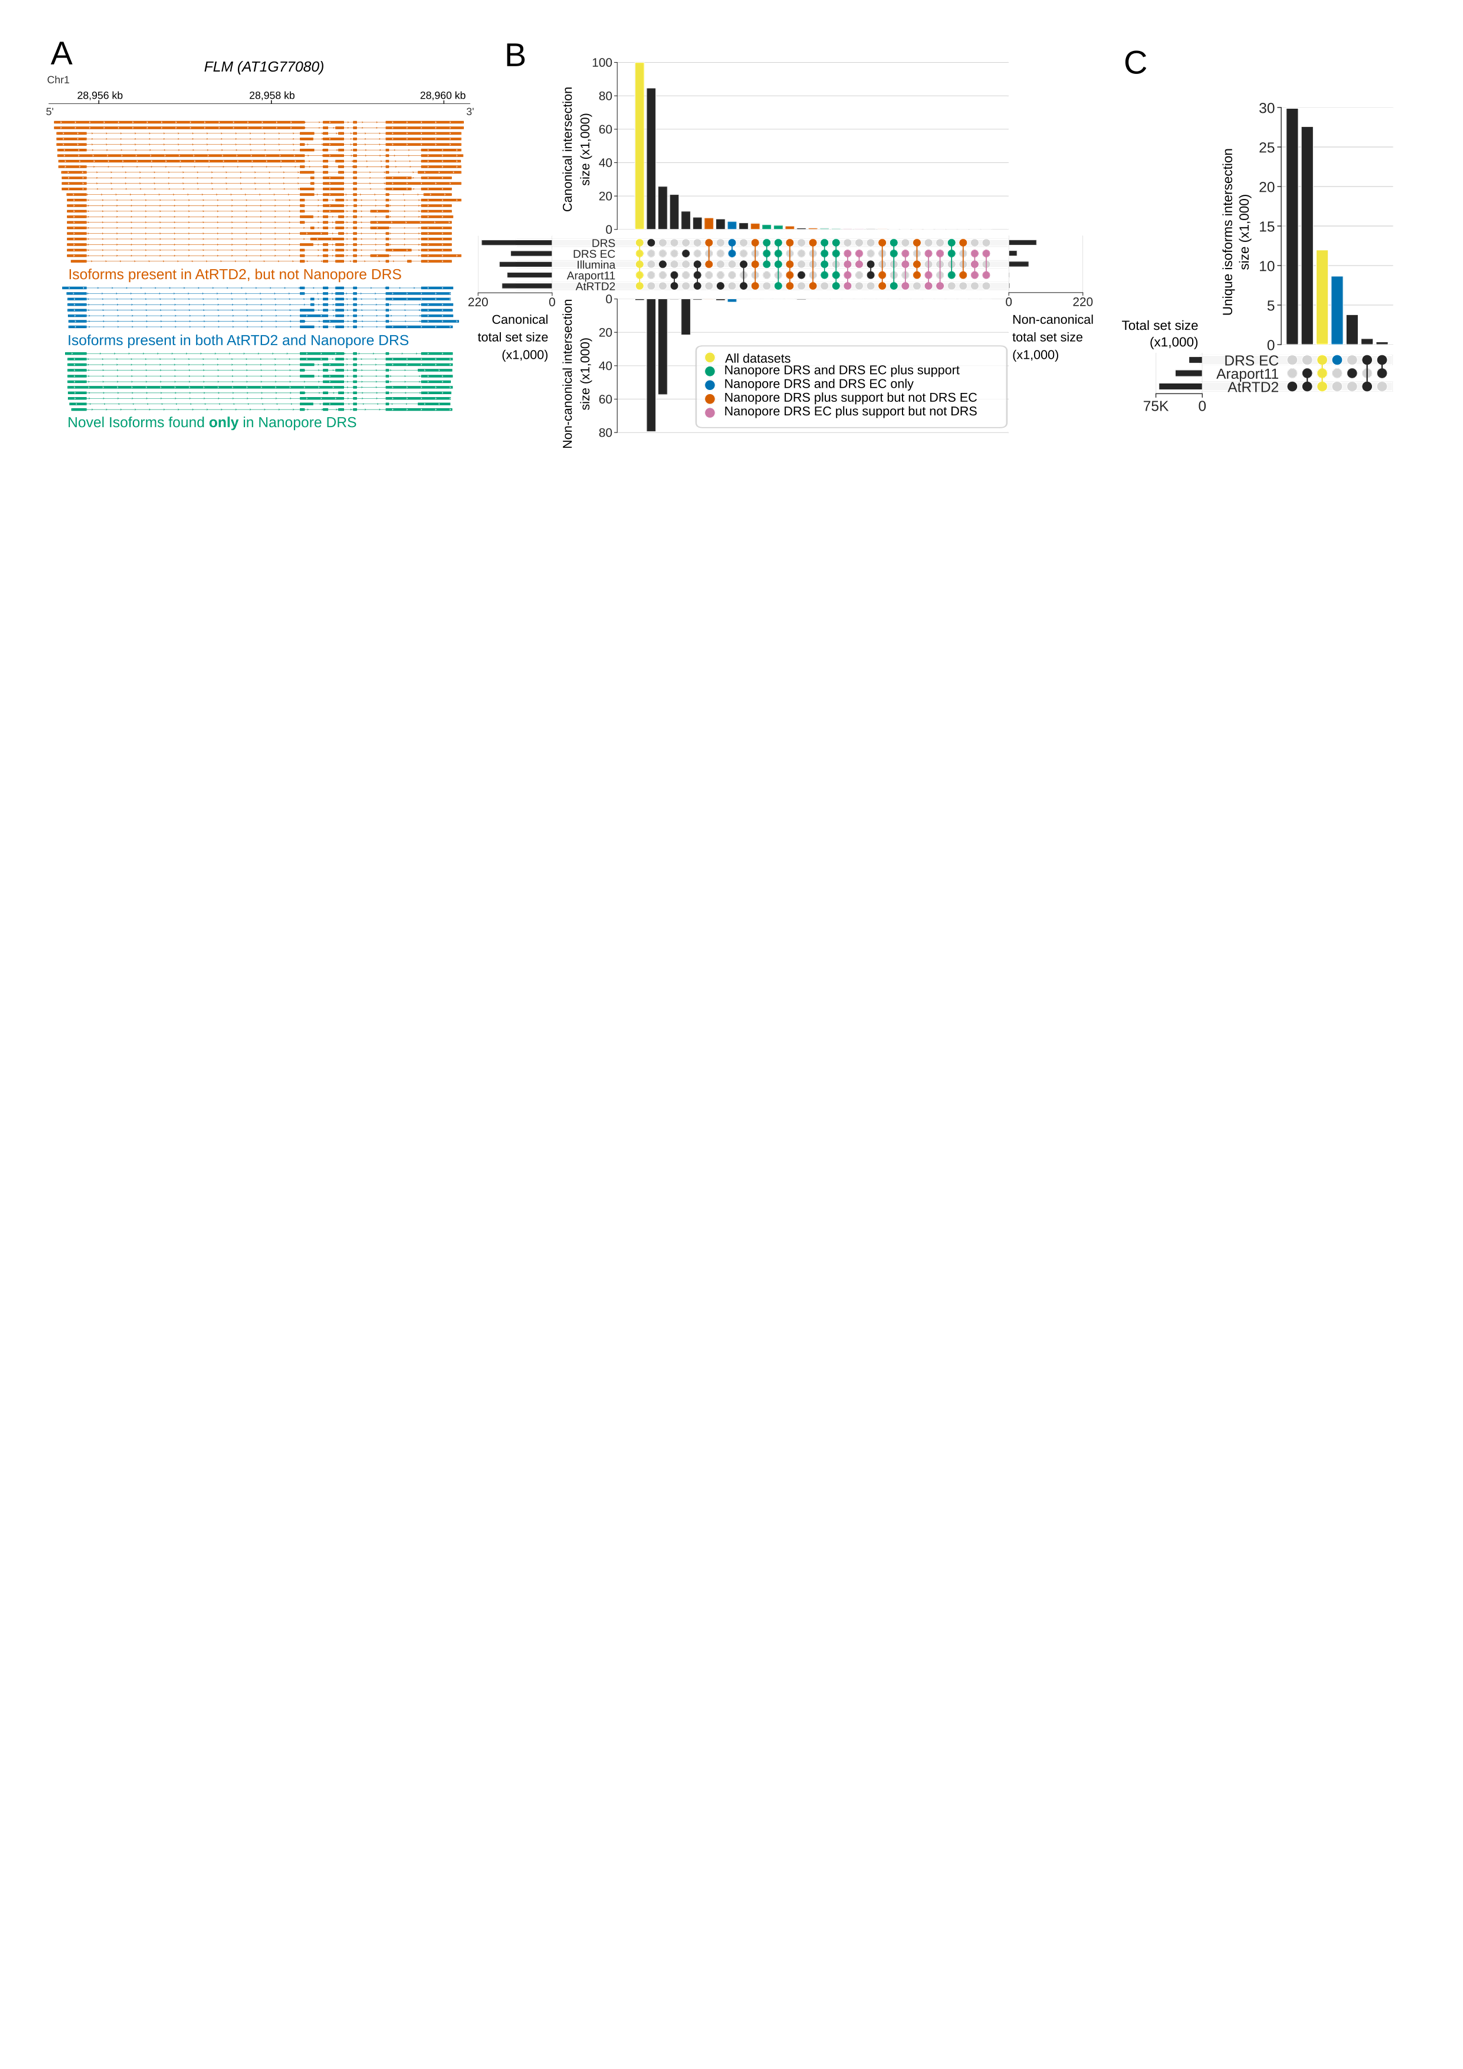 A
FLM (AT1G77080)
Chr1
28,956 kb 28,958 kb 28,960 kb
5' 3'
Isoforms present in AtRTD2, but not Nanopore DRS
Isoforms present in both AtRTD2 and Nanopore DRS
Novel Isoforms found only in Nanopore DRS
B
Canonical intersection
size (x1,000)
100
80
60
40
20
0
DRS
DRS EC
Illumina
Araport11
AtRTD2
220 0
Canonical
total set size
(x1,000)
0 220
Non-canonical
total set size
(x1,000)
Non-canonical intersection
size (x1,000)
0
20
40
60
80
All datasets
Nanopore DRS and DRS EC plus support
Nanopore DRS and DRS EC only
Nanopore DRS plus support but not DRS EC
Nanopore DRS EC plus support but not DRS
C
Unique isoforms intersection
size (x1,000)
30
25
20
15
10
5
0
Total set size
(x1,000)
DRS EC
Araport11
AtRTD2
75K 0